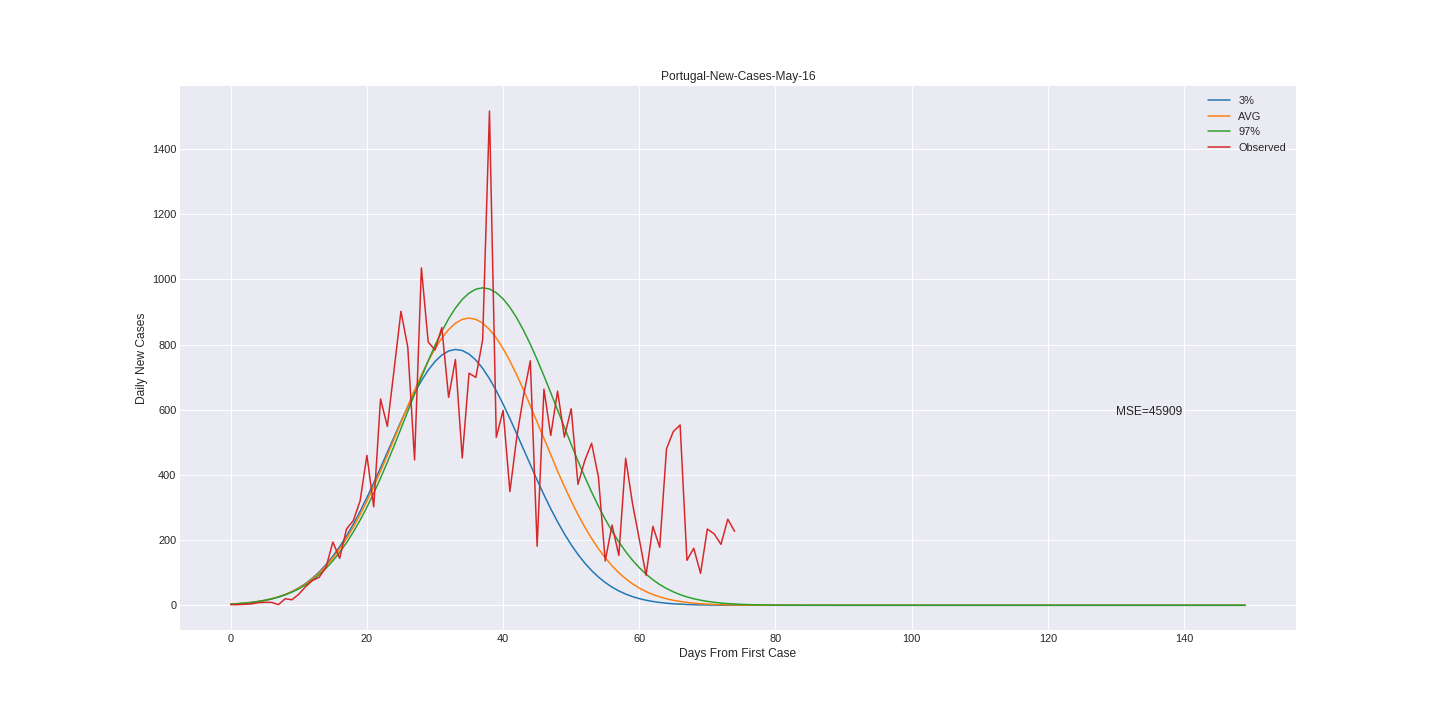 Portugal-New-Cases-May-16
3%
AVG
97%
Observed
1400
1200
1000
800
600
400
200
0
Daily New Cases
MSE=45909
0 20 40 60 80 100 120 140
Days From First Case